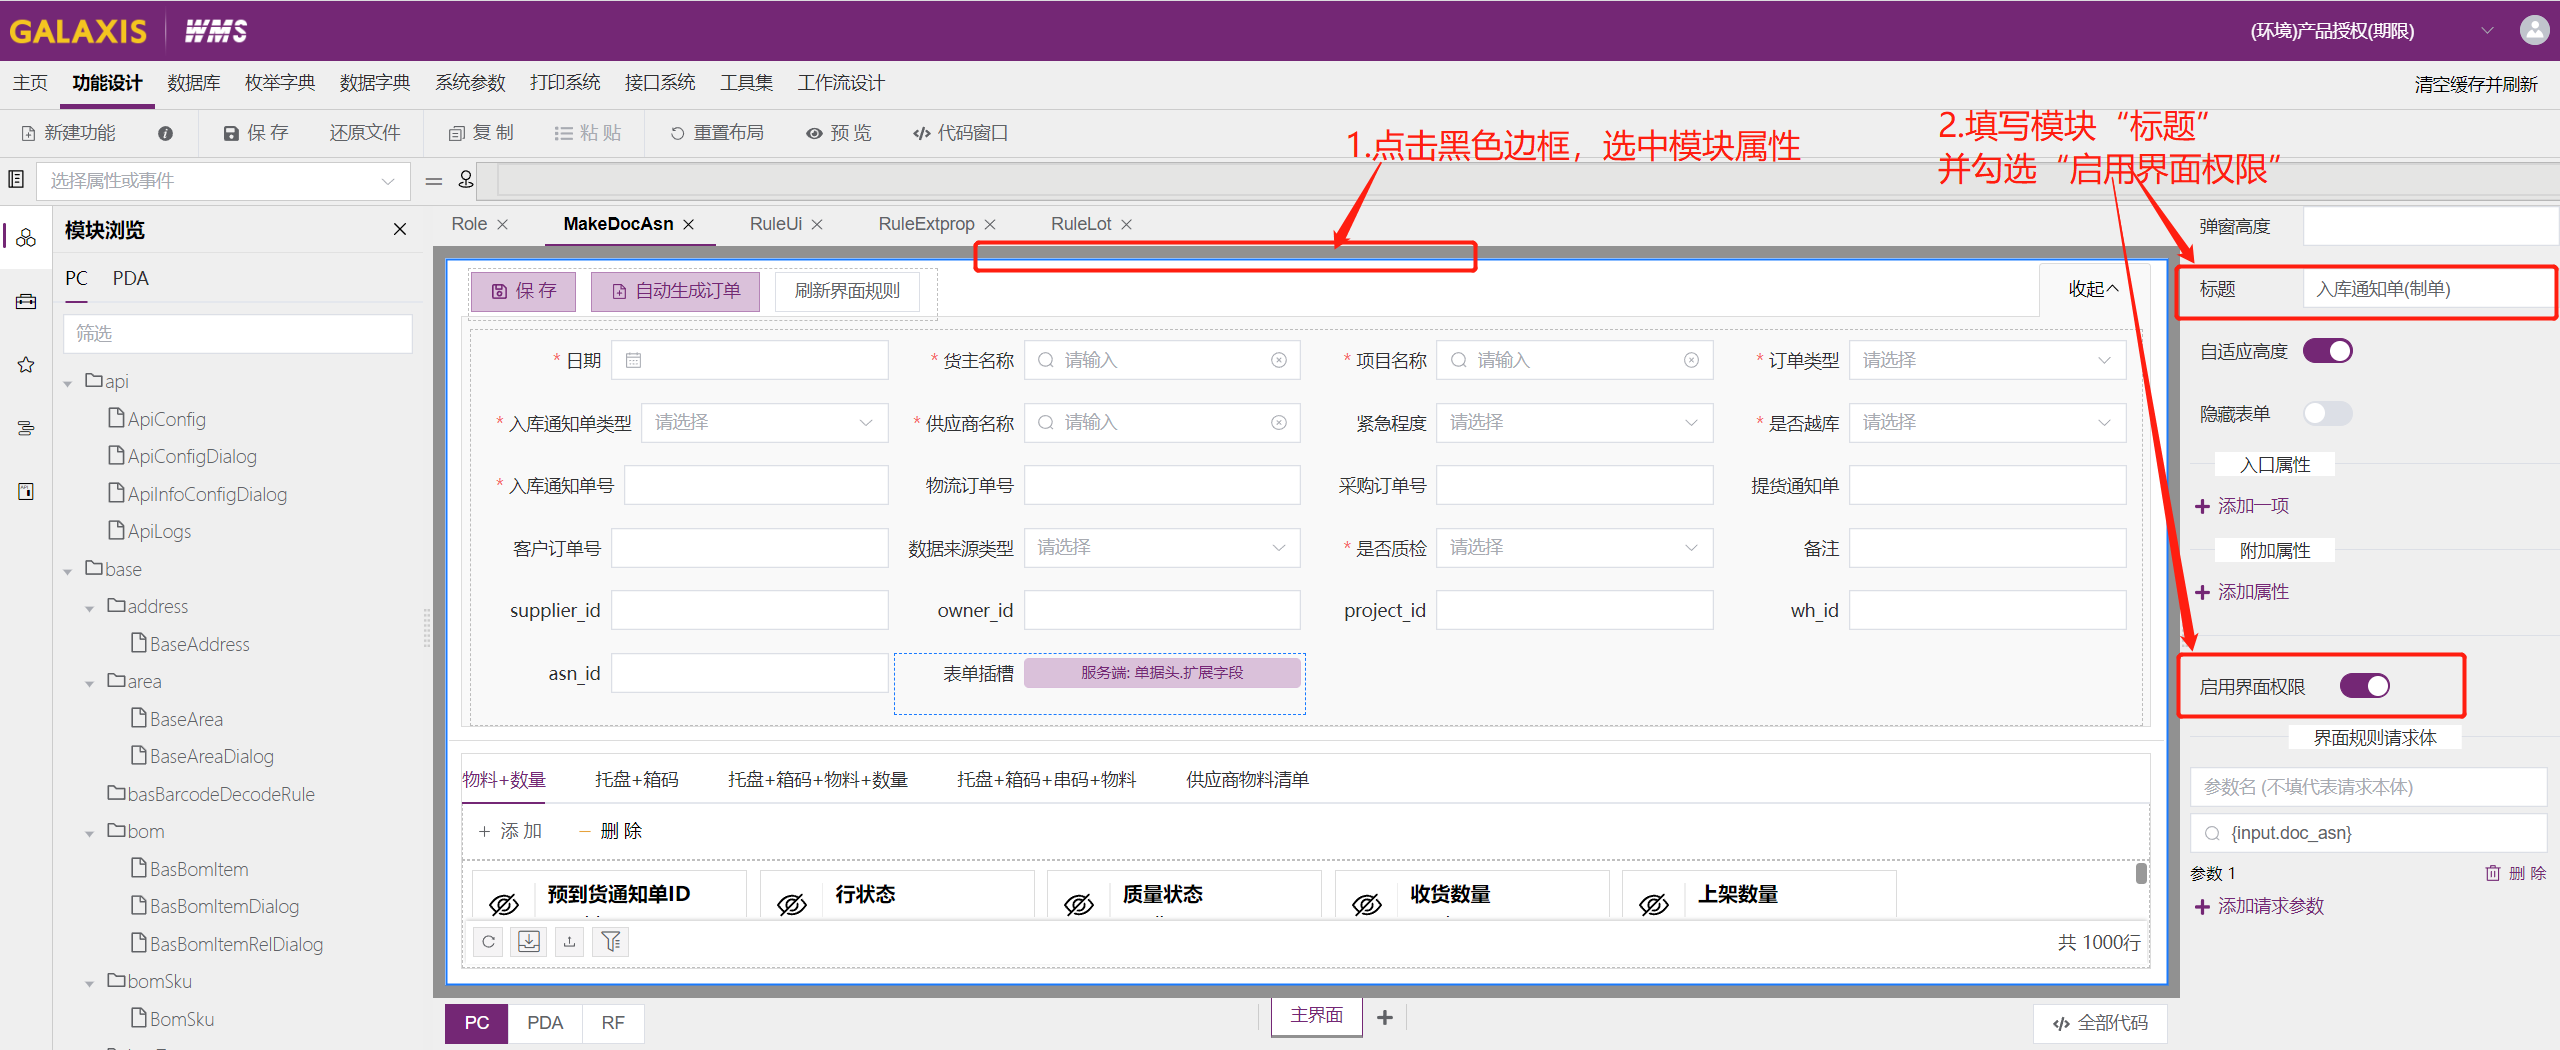 GALAXIS WMS
(环境)产品授权(期限)
主页 功能设计 数据库 枚举字典 数据字典 系统参数 打印系统 接口系统 工具集 工作流设计
清空缓存并刷新
新建功能 保 存 还原文件 复 制 粘 贴 重置布局 预 览 代码窗口
1.点击黑色边框，选中模块属性
2.填写模块“标题”
并勾选“启用界面权限”
选择属性或事件
模块浏览
PC PDA
筛选
api
ApiConfig
ApiConfigDialog
ApiInfoConfigDialog
ApiLogs
base
address
BaseAddress
area
BaseArea
BaseAreaDialog
basBarcodeDecodeRule
bom
BasBomItem
BasBomItemDialog
BasBomItemRelDialog
bomSku
BomSku
Role MakeDocAsn RuleUi RuleExtprop RuleLot
保 存 自动生成订单 刷新界面规则 收起
* 日期 * 货主名称 请输入 * 项目名称 请输入 * 订单类型 请选择
* 入库通知单类型 请选择 * 供应商名称 请输入 紧急程度 请选择 * 是否越库 请选择
* 入库通知单号 物流订单号 采购订单号 提货通知单
客户订单号 数据来源类型 请选择 * 是否质检 请选择 备注
supplier_id owner_id project_id wh_id
asn_id 表单插槽 服务端: 单据头.扩展字段
物料+数量 托盘+箱码 托盘+箱码+物料+数量 托盘+箱码+串码+物料 供应商物料清单
+ 添 加 — 删 除
预到货通知单ID 行状态 质量状态 收货数量 上架数量
共 1000行
PC PDA RF
主界面 +
全部代码
弹窗高度
标题 入库通知单(制单)
自适应高度
隐藏表单
入口属性
添加一项
附加属性
添加属性
启用界面权限
界面规则请求体
参数名 (不填代表请求本体)
{input.doc_asn}
参数 1 删 除
添加请求参数